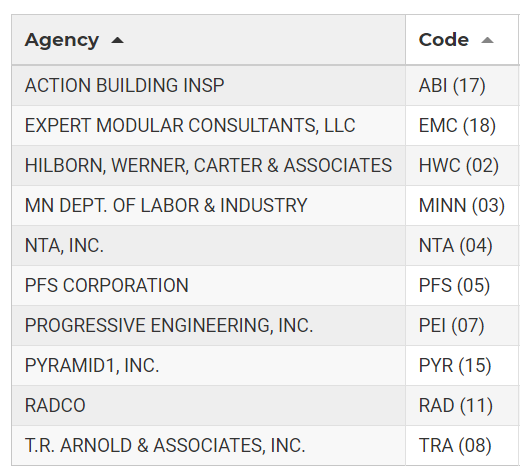 Agency Code
ACTION BUILDING INSP ABI (17)
EXPERT MODULAR CONSULTANTS, LLC EMC (18)
HILBORN, WERNER, CARTER & ASSOCIATES HWC (02)
MN DEPT. OF LABOR & INDUSTRY MINN (03)
NTA, INC. NTA (04)
PFS CORPORATION PFS (05)
PROGRESSIVE ENGINEERING, INC. PEI (07)
PYRAMID1, INC. PYR (15)
RADCO RAD (11)
T.R. ARNOLD & ASSOCIATES, INC. TRA (08)